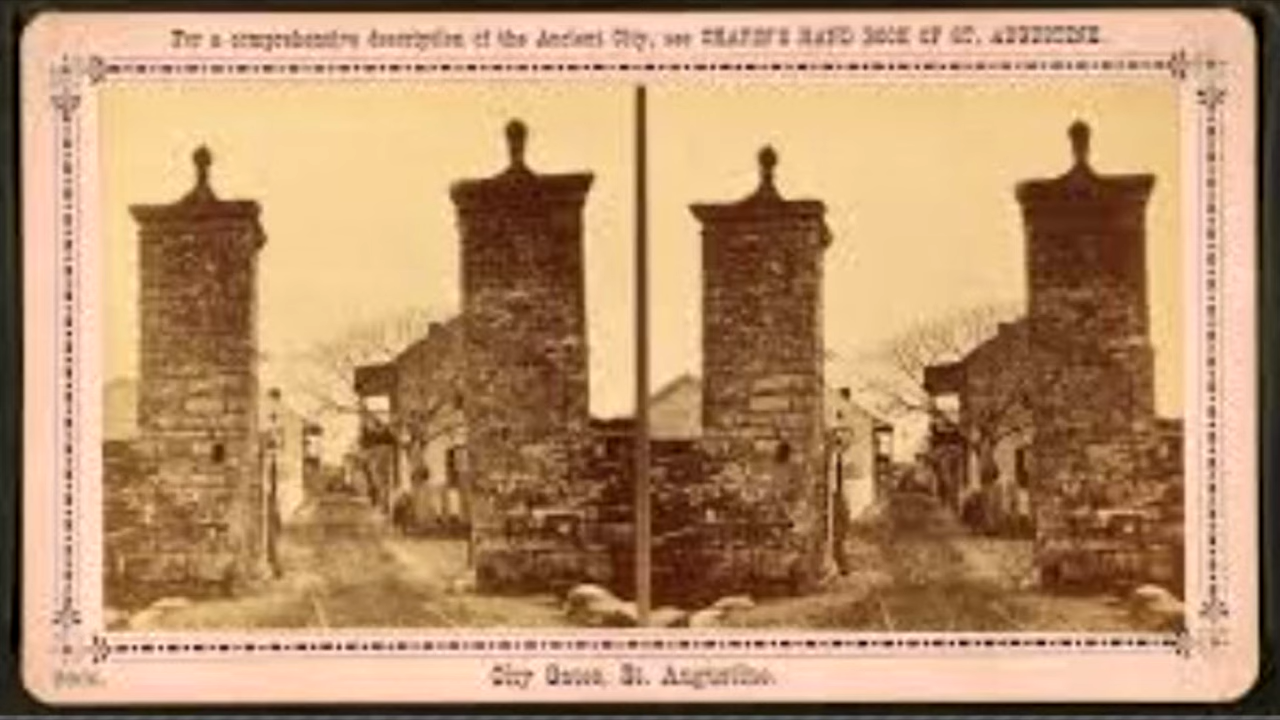 For a comprehensive description of the Ancient City, see CHAPIN'S HAND BOOK OF ST. AUGUSTINE.
City Gates, St. Augustine.